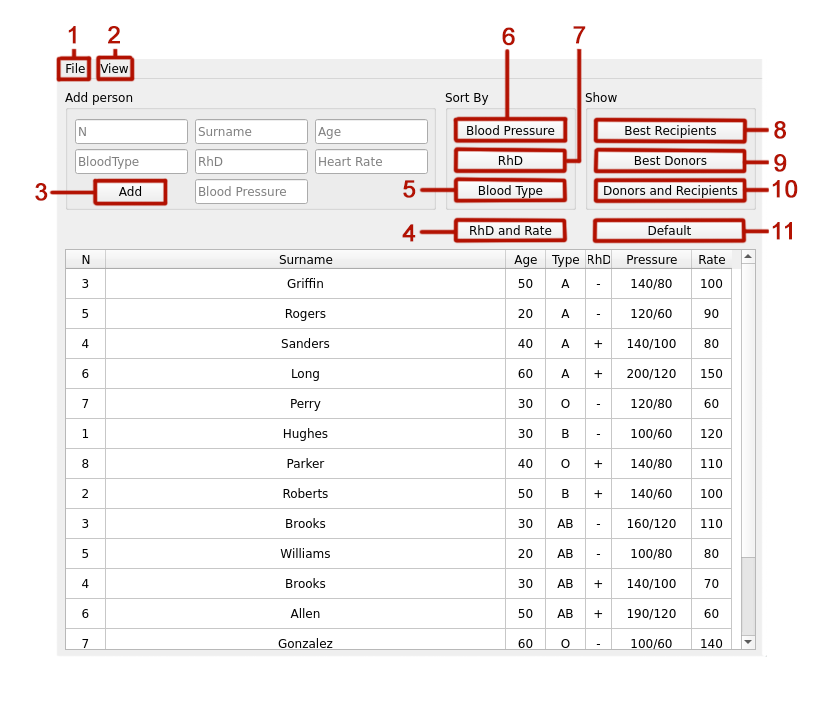 1 2 6 7
File View
Add person Sort By Show
N Surname Age Blood Pressure Best Recipients 8
BloodType RhD Heart Rate RhD Best Donors 9
3 Add Blood Pressure 5 Blood Type Donors and Recipients 10
4 RhD and Rate Default 11
N Surname Age Type RhD Pressure Rate
3 Griffin 50 A - 140/80 100
5 Rogers 20 A - 120/60 90
4 Sanders 40 A + 140/100 80
6 Long 60 A + 200/120 150
7 Perry 30 O - 120/80 60
1 Hughes 30 B - 100/60 120
8 Parker 40 O + 140/80 110
2 Roberts 50 B + 140/60 100
3 Brooks 30 AB - 160/120 110
5 Williams 20 AB - 100/80 80
4 Brooks 30 AB + 140/100 70
6 Allen 50 AB + 190/120 60
7 Gonzalez 60 O - 100/60 140